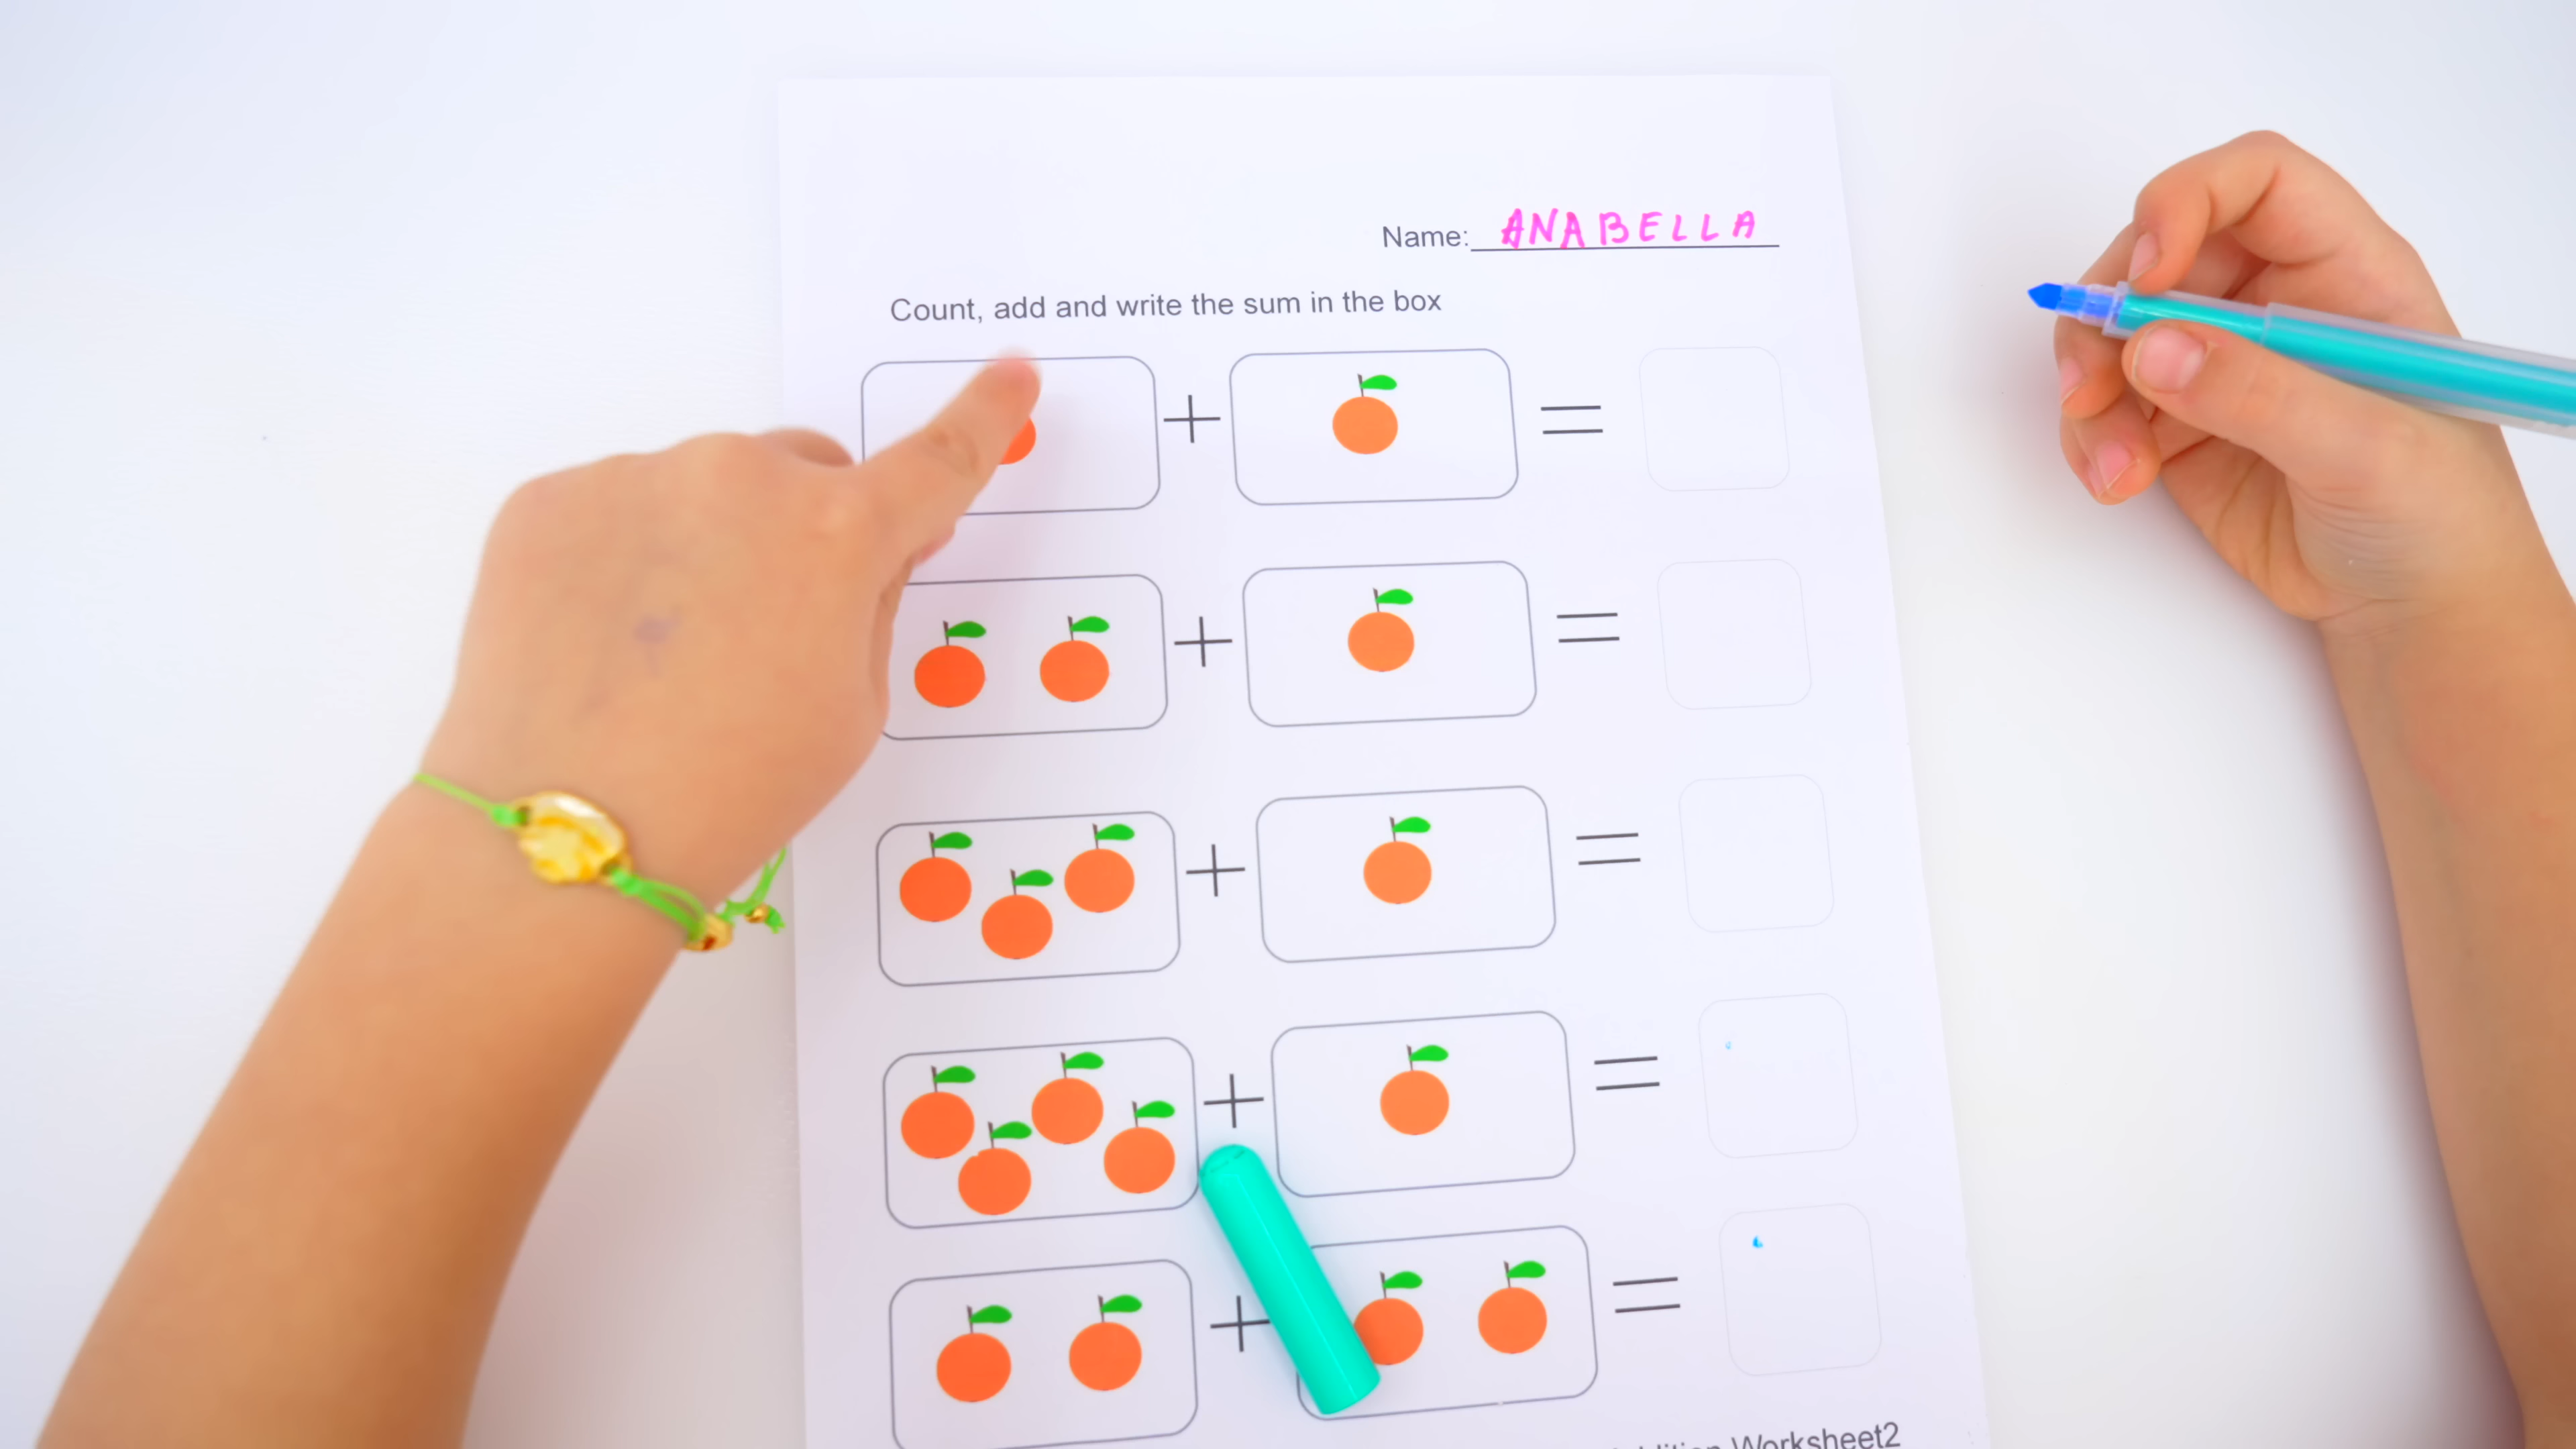 Name: ANABELLA
Count, add and write the sum in the box
+ =
+ =
+ =
+ =
+ =
Worksheet2